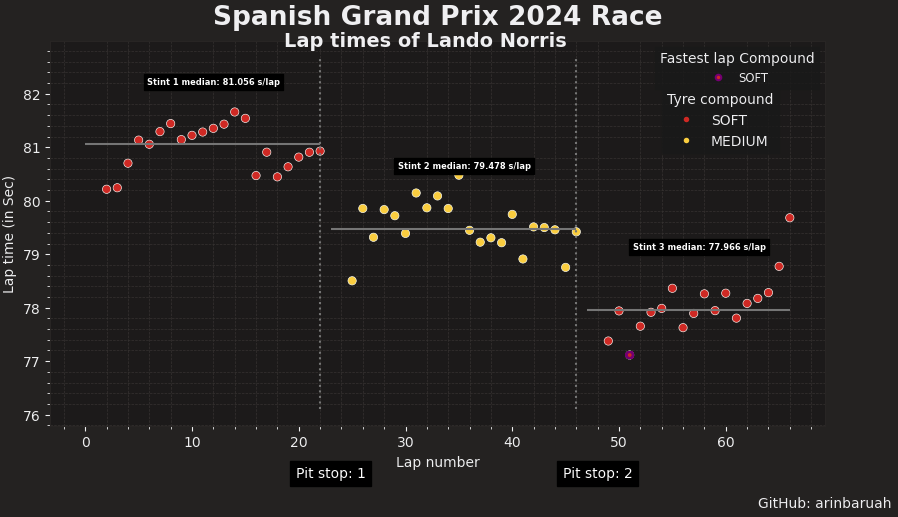 Spanish Grand Prix 2024 Race
Lap times of Lando Norris
Fastest lap Compound
SOFT
Tyre compound
SOFT
MEDIUM
Stint 1 median: 81.056 s/lap
Stint 2 median: 79.478 s/lap
Stint 3 median: 77.966 s/lap
Lap time (in Sec)
82
81
80
79
78
77
76
0 10 20 30 40 50 60
Lap number
Pit stop: 1 Pit stop: 2
GitHub: arinbaruah